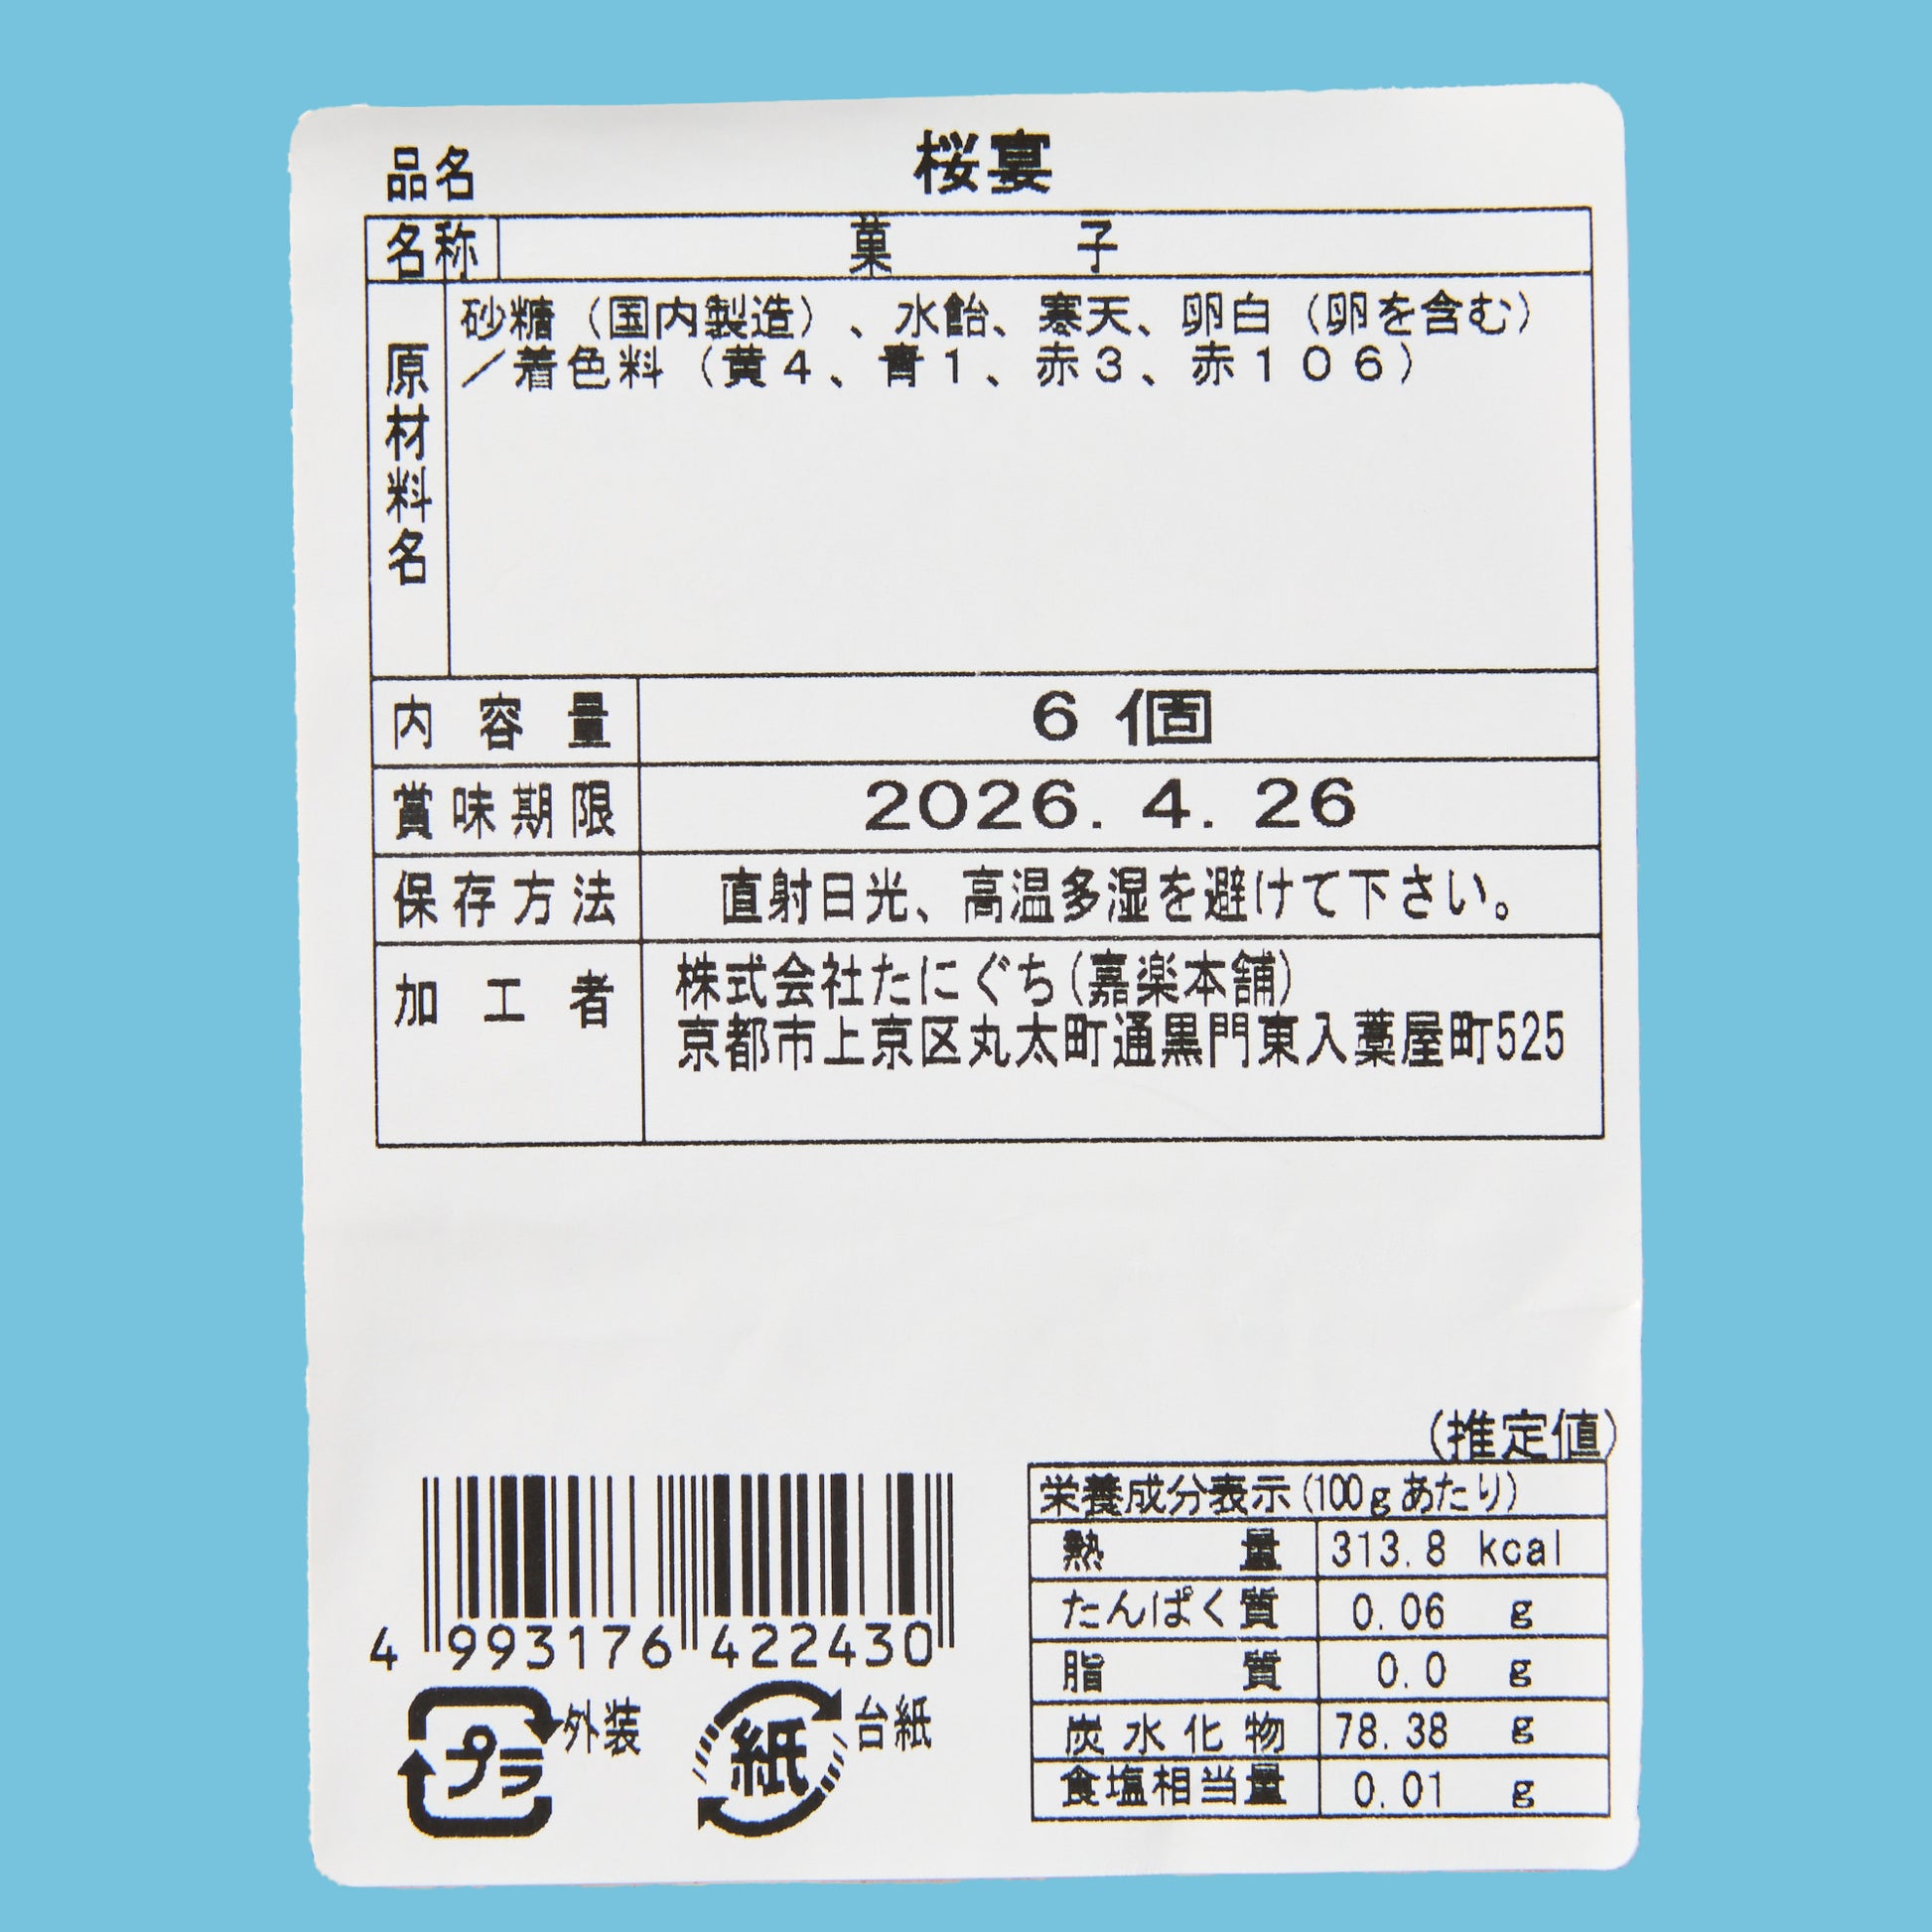 品名 桜宴
名称 菓子
原材料名 砂糖（国内製造）、水飴、寒天、卵白（卵を含む）
／着色料（黄４、青１、赤３、赤１０６）
内容量 6個
賞味期限 2026. 4. 26
保存方法 直射日光、高温多湿を避けて下さい。
加工者 株式会社たにぐち(嘉楽本舗)
京都市上京区丸太町通黒門東入藁屋町525
(推定値)
栄養成分表示(100gあたり)
熱量 313.8 kcal
たんぱく質 0.06 g
脂質 0.0 g
炭水化物 78.38 g
食塩相当量 0.01 g
4 993176 422430
プラ 外装 紙 台紙